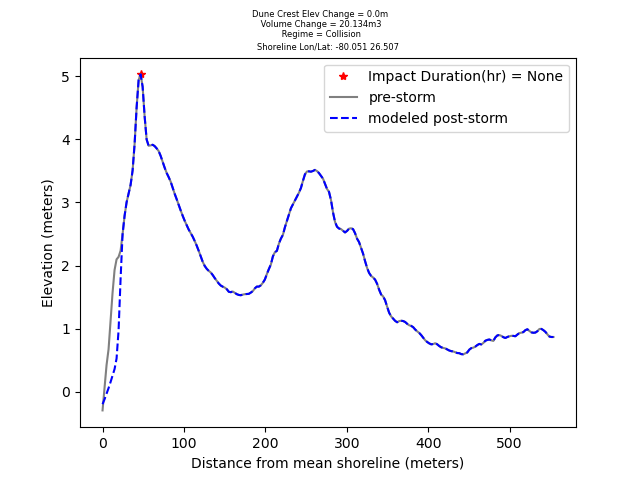 Dune Crest Elev Change = 0.0m
Volume Change = 20.134m3
Regime = Collision
Shoreline Lon/Lat: -80.051 26.507
Impact Duration(hr) = None
pre-storm
modeled post-storm
Elevation (meters)
5
4
3
2
1
0
0 100 200 300 400 500
Distance from mean shoreline (meters)